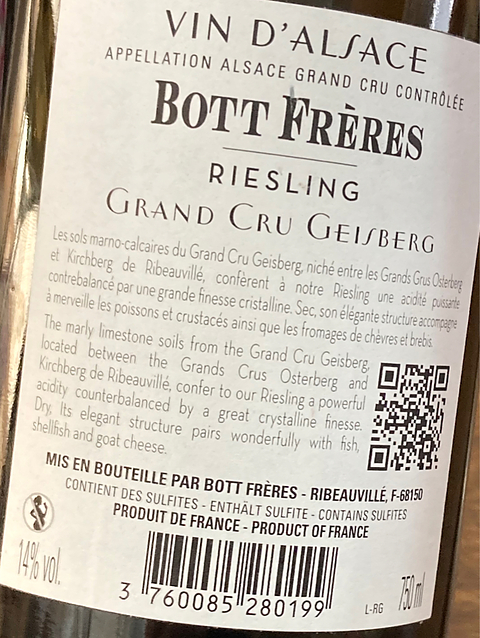 VIN D'ALSACE
APPELLATION ALSACE GRAND CRU CONTRÔLÉE
BOTT FRÈRES
RIESLING
GRAND CRU GEISBERG
Les sols marno-calcaires du Grand Cru Geisberg, niché entre les Grands Grus Osterberg
et Kirchberg de Ribeauvillé, confèrent à notre Riesling une acidité puissante
contrebalancé par une grande finesse cristalline. Sec, son élégante structure accompagne
à merveille les poissons et crustacés ainsi que les fromages de chèvres et brebis.
The marly limestone soils from the Grand Cru Geisberg,
located between the Grands Crus Osterberg and
Kirchberg de Ribeauvillé, confer to our Riesling a powerful
acidity counterbalanced by a great crystalline finesse.
Dry, Its elegant structure pairs wonderfully with fish,
shellfish and goat cheese.
MIS EN BOUTEILLE PAR BOTT FRÈRES - RIBEAUVILLÉ, F-68150
CONTIENT DES SULFITES - ENTHÄLT SULFITE - CONTAINS SULFITES
PRODUIT DE FRANCE - PRODUCT OF FRANCE
14% vol.
3 760085 280199
L-RG
750 ml